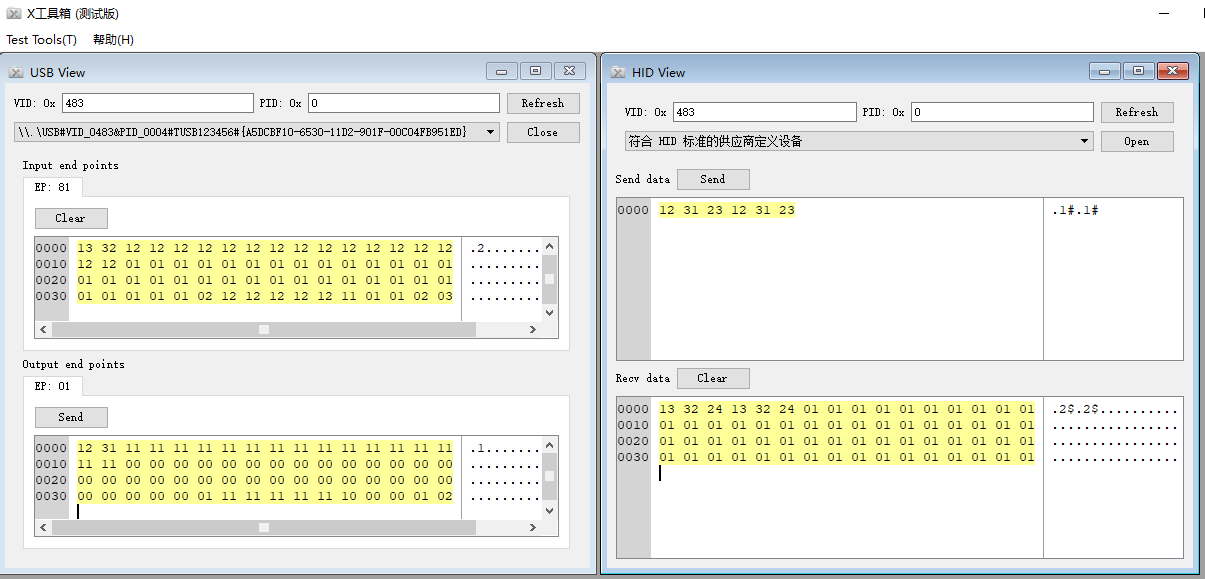 X工具箱 (测试版)
Test Tools(T) 帮助(H)
USB View
VID: 0x 483 PID: 0x 0 Refresh
\\.\USB#VID_0483&PID_0004#TUSB123456#{A5DCBF10-6530-11D2-901F-00C04FB951ED} Close
Input end points
EP: 81
Clear
0000 13 32 12 12 12 12 12 12 12 12 12 12 12 12 12 12 .2.......
0010 12 12 01 01 01 01 01 01 01 01 01 01 01 01 01 01 .........
0020 01 01 01 01 01 01 01 01 01 01 01 01 01 01 01 01 .........
0030 01 01 01 01 01 02 12 12 12 12 12 11 01 01 02 03 .........
Output end points
EP: 01
Send
0000 12 31 11 11 11 11 11 11 11 11 11 11 11 11 11 11 .1.......
0010 11 11 00 00 00 00 00 00 00 00 00 00 00 00 00 00 .........
0020 00 00 00 00 00 00 00 00 00 00 00 00 00 00 00 00 .........
0030 00 00 00 00 00 01 11 11 11 11 11 10 00 00 01 02 .........
HID View
VID: 0x 483 PID: 0x 0 Refresh
符合 HID 标准的供应商定义设备 Open
Send data Send
0000 12 31 23 12 31 23 .1#.1#
Recv data Clear
0000 13 32 24 13 32 24 01 01 01 01 01 01 01 01 01 01 .2$.2$..........
0010 01 01 01 01 01 01 01 01 01 01 01 01 01 01 01 01 ................
0020 01 01 01 01 01 01 01 01 01 01 01 01 01 01 01 01 ................
0030 01 01 01 01 01 01 01 01 01 01 01 01 01 01 01 01 ................